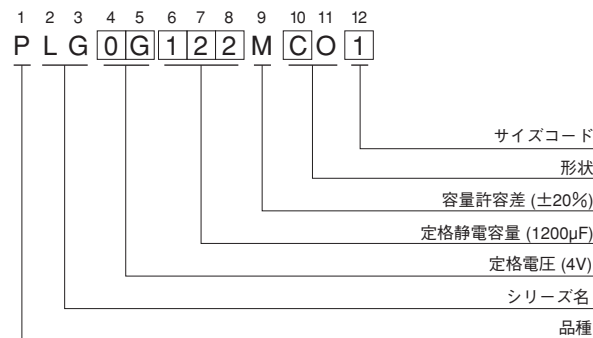 1 2 3 4 5 6 7 8 9 10 11 12
P L G 0 G 1 2 2 M C O 1
サイズコード
形状
容量許容差 (±20%)
定格静電容量 (1200µF)
定格電圧 (4V)
シリーズ名
品種